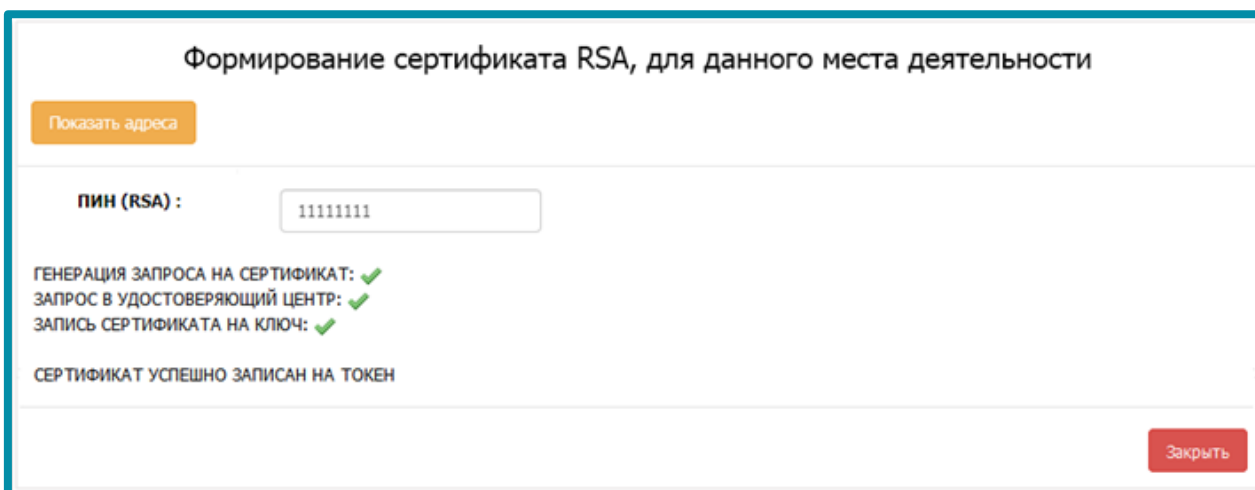 Формирование сертификата RSA, для данного места деятельности
Показать адреса
ПИН (RSA) :
11111111
ГЕНЕРАЦИЯ ЗАПРОСА НА СЕРТИФИКАТ:
ЗАПРОС В УДОСТОВЕРЯЮЩИЙ ЦЕНТР:
ЗАПИСЬ СЕРТИФИКАТА НА КЛЮЧ:
СЕРТИФИКАТ УСПЕШНО ЗАПИСАН НА ТОКЕН
Закрыть